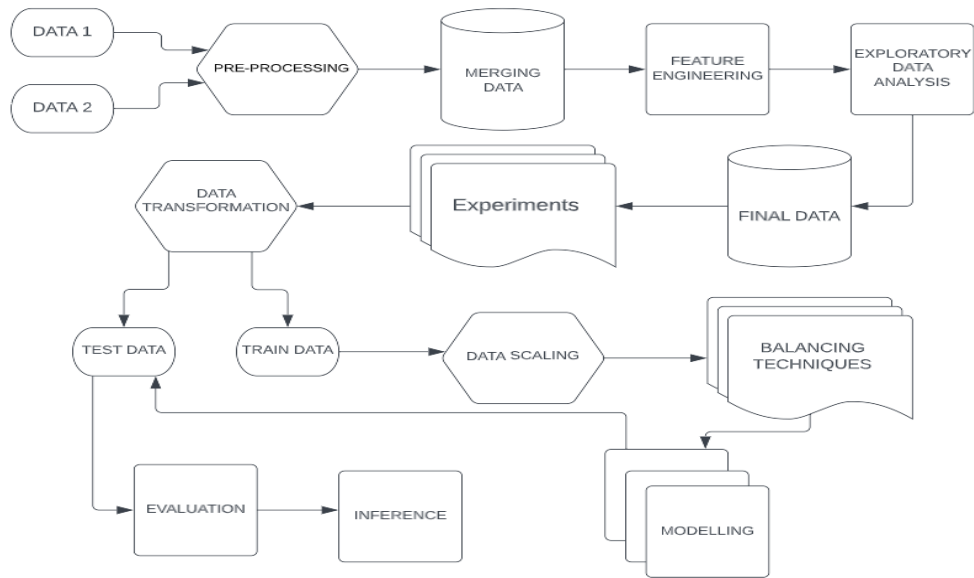 DATA 1
DATA 2
PRE-PROCESSING
MERGING
DATA
FEATURE
ENGINEERING
EXPLORATORY
DATA
ANALYSIS
FINAL DATA
Experiments
DATA
TRANSFORMATION
TEST DATA
TRAIN DATA
DATA SCALING
BALANCING
TECHNIQUES
MODELLING
EVALUATION
INFERENCE